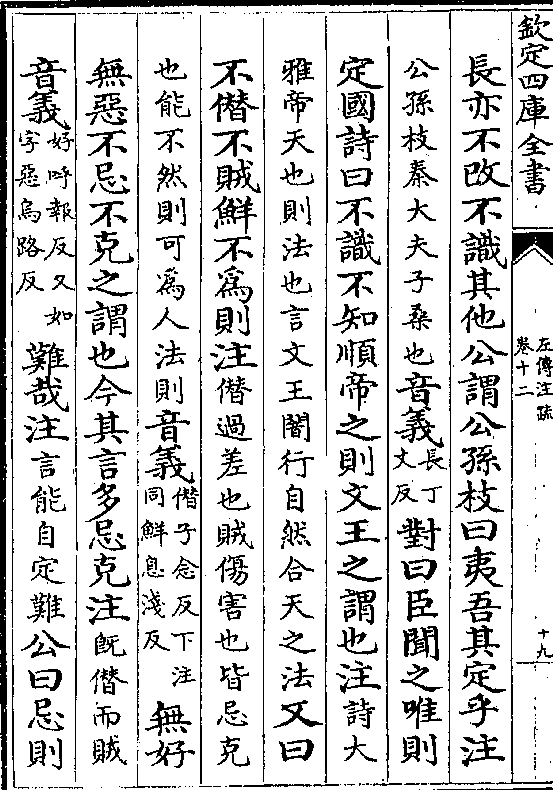 欽定四庫全書
左傳注疏
卷十二
十九
長亦不改不識其他公謂公孫枝曰夷吾其定乎注
公孫枝秦大夫子桑也音義長丁丈反對曰臣聞之唯則
定國詩曰不識不知順帝之則文王之謂也注詩大
雅帝天也則法也言文王闇行自然合天之法又曰
不僭不賊鮮不為則注僭過差也賊傷害也皆忌克
也能不然則可為人法則音義僭子念反下注同鮮息淺反無好
無惡不忌不克之謂也今其言多忌克注既僭而賊
音義好呼報反又如字惡烏路反難哉注言能自定難公曰忌則